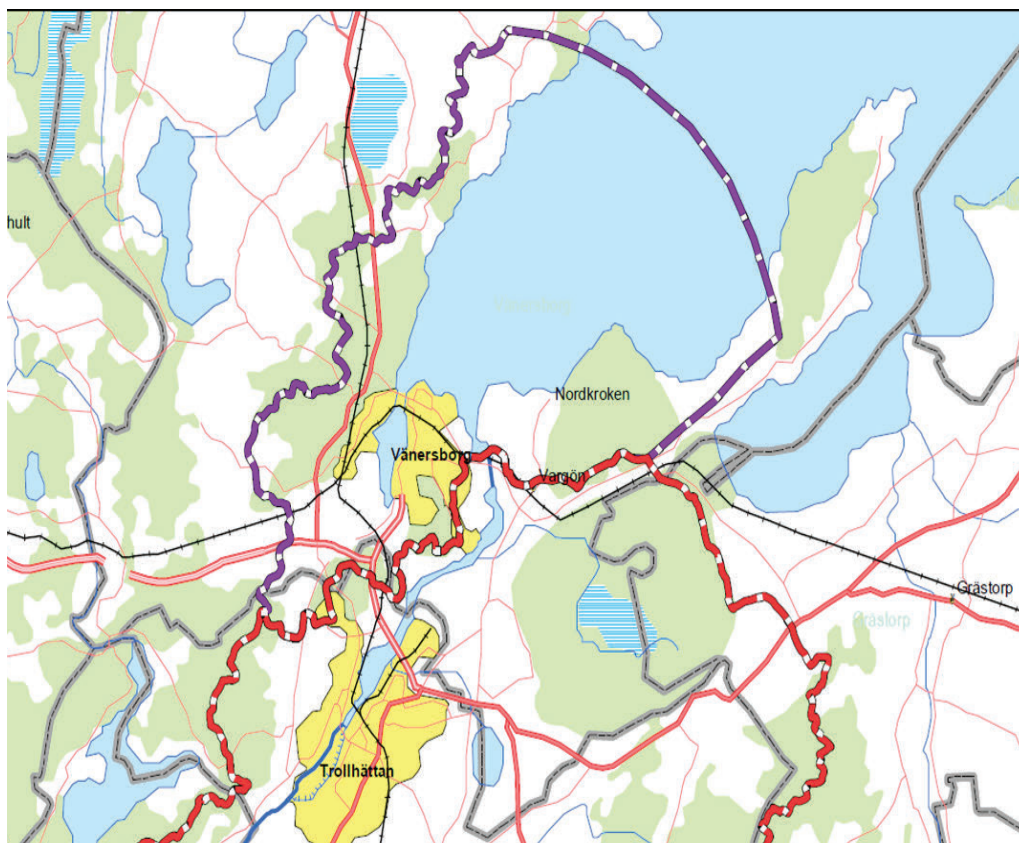 hult
Nordkroken
Vänersborg
Vargön
Grästorp
Grästorp
Trollhättan